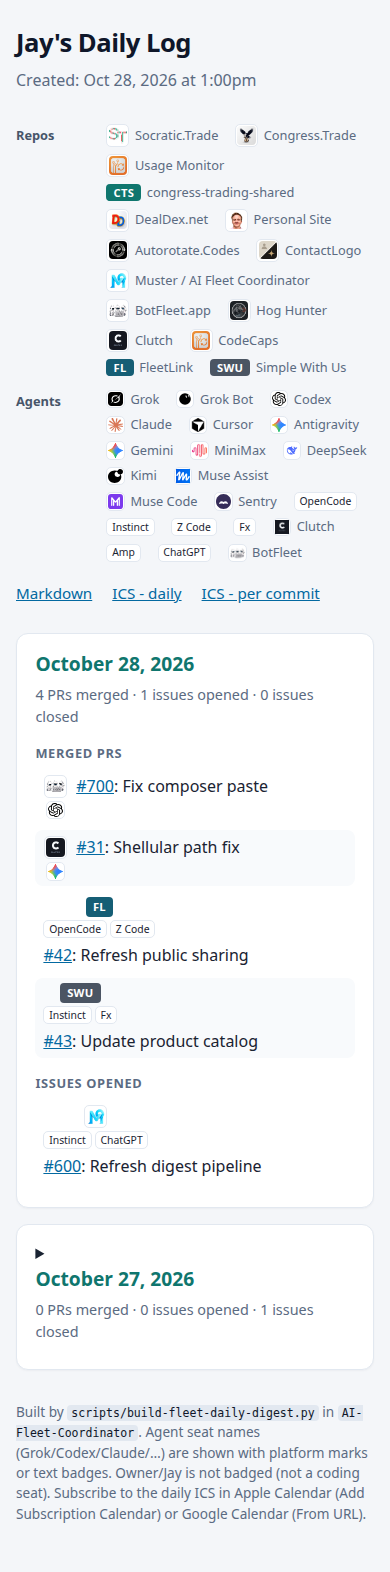 Jay's Daily Log
Created: Oct 28, 2026 at 1:00pm
Repos
Socratic.Trade Congress.Trade
Usage Monitor
CTS congress-trading-shared
DealDex.net Personal Site
Autorotate.Codes ContactLogo
Muster / AI Fleet Coordinator
BotFleet.app Hog Hunter
Clutch CodeCaps
FL FleetLink SWU Simple With Us
Agents
Grok Grok Bot Codex
Claude Cursor Antigravity
Gemini MiniMax DeepSeek
Kimi Muse Assist
Muse Code Sentry OpenCode
Instinct Z Code Fx Clutch
Amp ChatGPT BotFleet
Markdown ICS - daily ICS - per commit
October 28, 2026
4 PRs merged · 1 issues opened · 0 issues
closed
MERGED PRS
#700: Fix composer paste
#31: Shellular path fix
FL
OpenCode Z Code
#42: Refresh public sharing
SWU
Instinct Fx
#43: Update product catalog
ISSUES OPENED
Instinct ChatGPT
#600: Refresh digest pipeline
October 27, 2026
0 PRs merged · 0 issues opened · 1 issues
closed
Built by scripts/build-fleet-daily-digest.py in AI-
Fleet-Coordinator. Agent seat names
(Grok/Codex/Claude/...) are shown with platform marks
or text badges. Owner/Jay is not badged (not a coding
seat). Subscribe to the daily ICS in Apple Calendar (Add
Subscription Calendar) or Google Calendar (From URL).